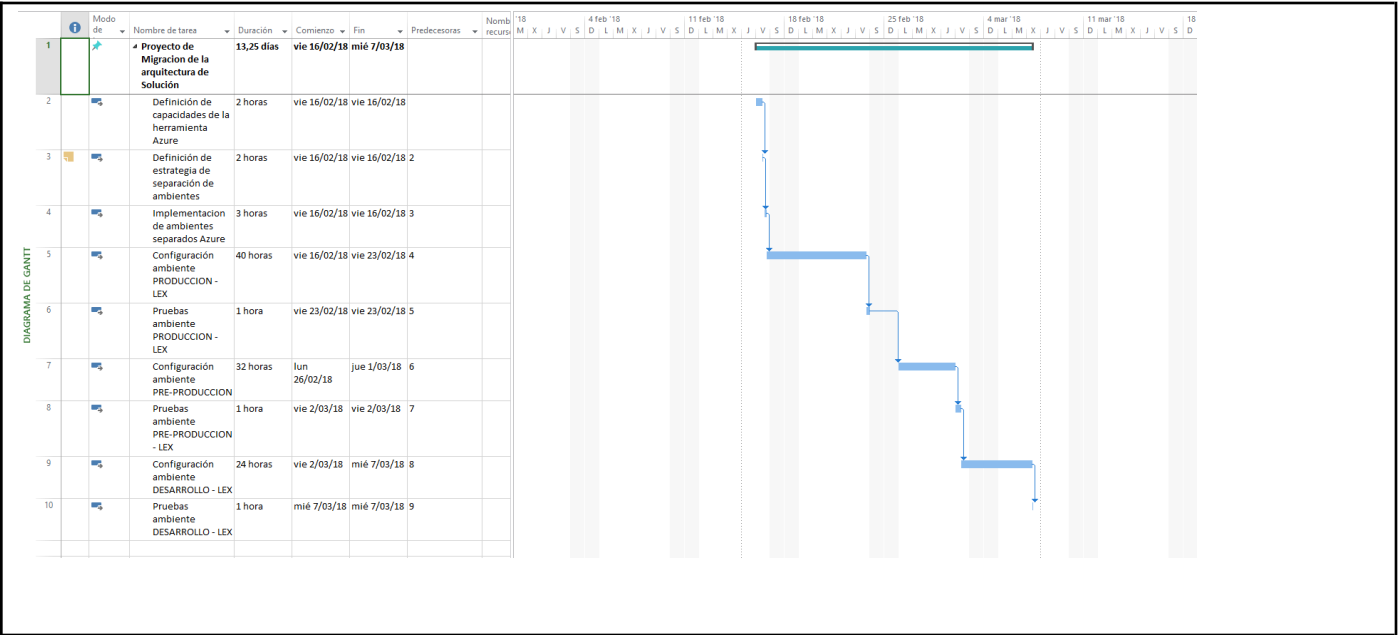 DIAGRAMA DE GANTT
Modo de Nombre de tarea Duración Comienzo Fin Predecesoras Nomb recurs
'18 4 feb '18 11 feb '18 18 feb '18 25 feb '18 4 mar '18 11 mar '18 18
M X J V S D L M X J V S D L M X J V S D L M X J V S D L M X J V S D L M X J V S D L M X J V S D
1 Proyecto de 13,25 días vie 16/02/18 mié 7/03/18
Migracion de la
arquitectura de
Solución
2 Definición de 2 horas vie 16/02/18 vie 16/02/18
capacidades de la
herramienta
Azure
3 Definición de 2 horas vie 16/02/18 vie 16/02/18 2
estrategia de
separación de
ambientes
4 Implementacion 3 horas vie 16/02/18 vie 16/02/18 3
de ambientes
separados Azure
5 Configuración 40 horas vie 16/02/18 vie 23/02/18 4
ambiente
PRODUCCION -
LEX
6 Pruebas 1 hora vie 23/02/18 vie 23/02/18 5
ambiente
PRODUCCION -
LEX
7 Configuración 32 horas lun jue 1/03/18 6
ambiente 26/02/18
PRE-PRODUCCION
8 Pruebas 1 hora vie 2/03/18 vie 2/03/18 7
ambiente
PRE-PRODUCCION
- LEX
9 Configuración 24 horas vie 2/03/18 mié 7/03/18 8
ambiente
DESARROLLO - LEX
10 Pruebas 1 hora mié 7/03/18 mié 7/03/18 9
ambiente
DESARROLLO - LEX